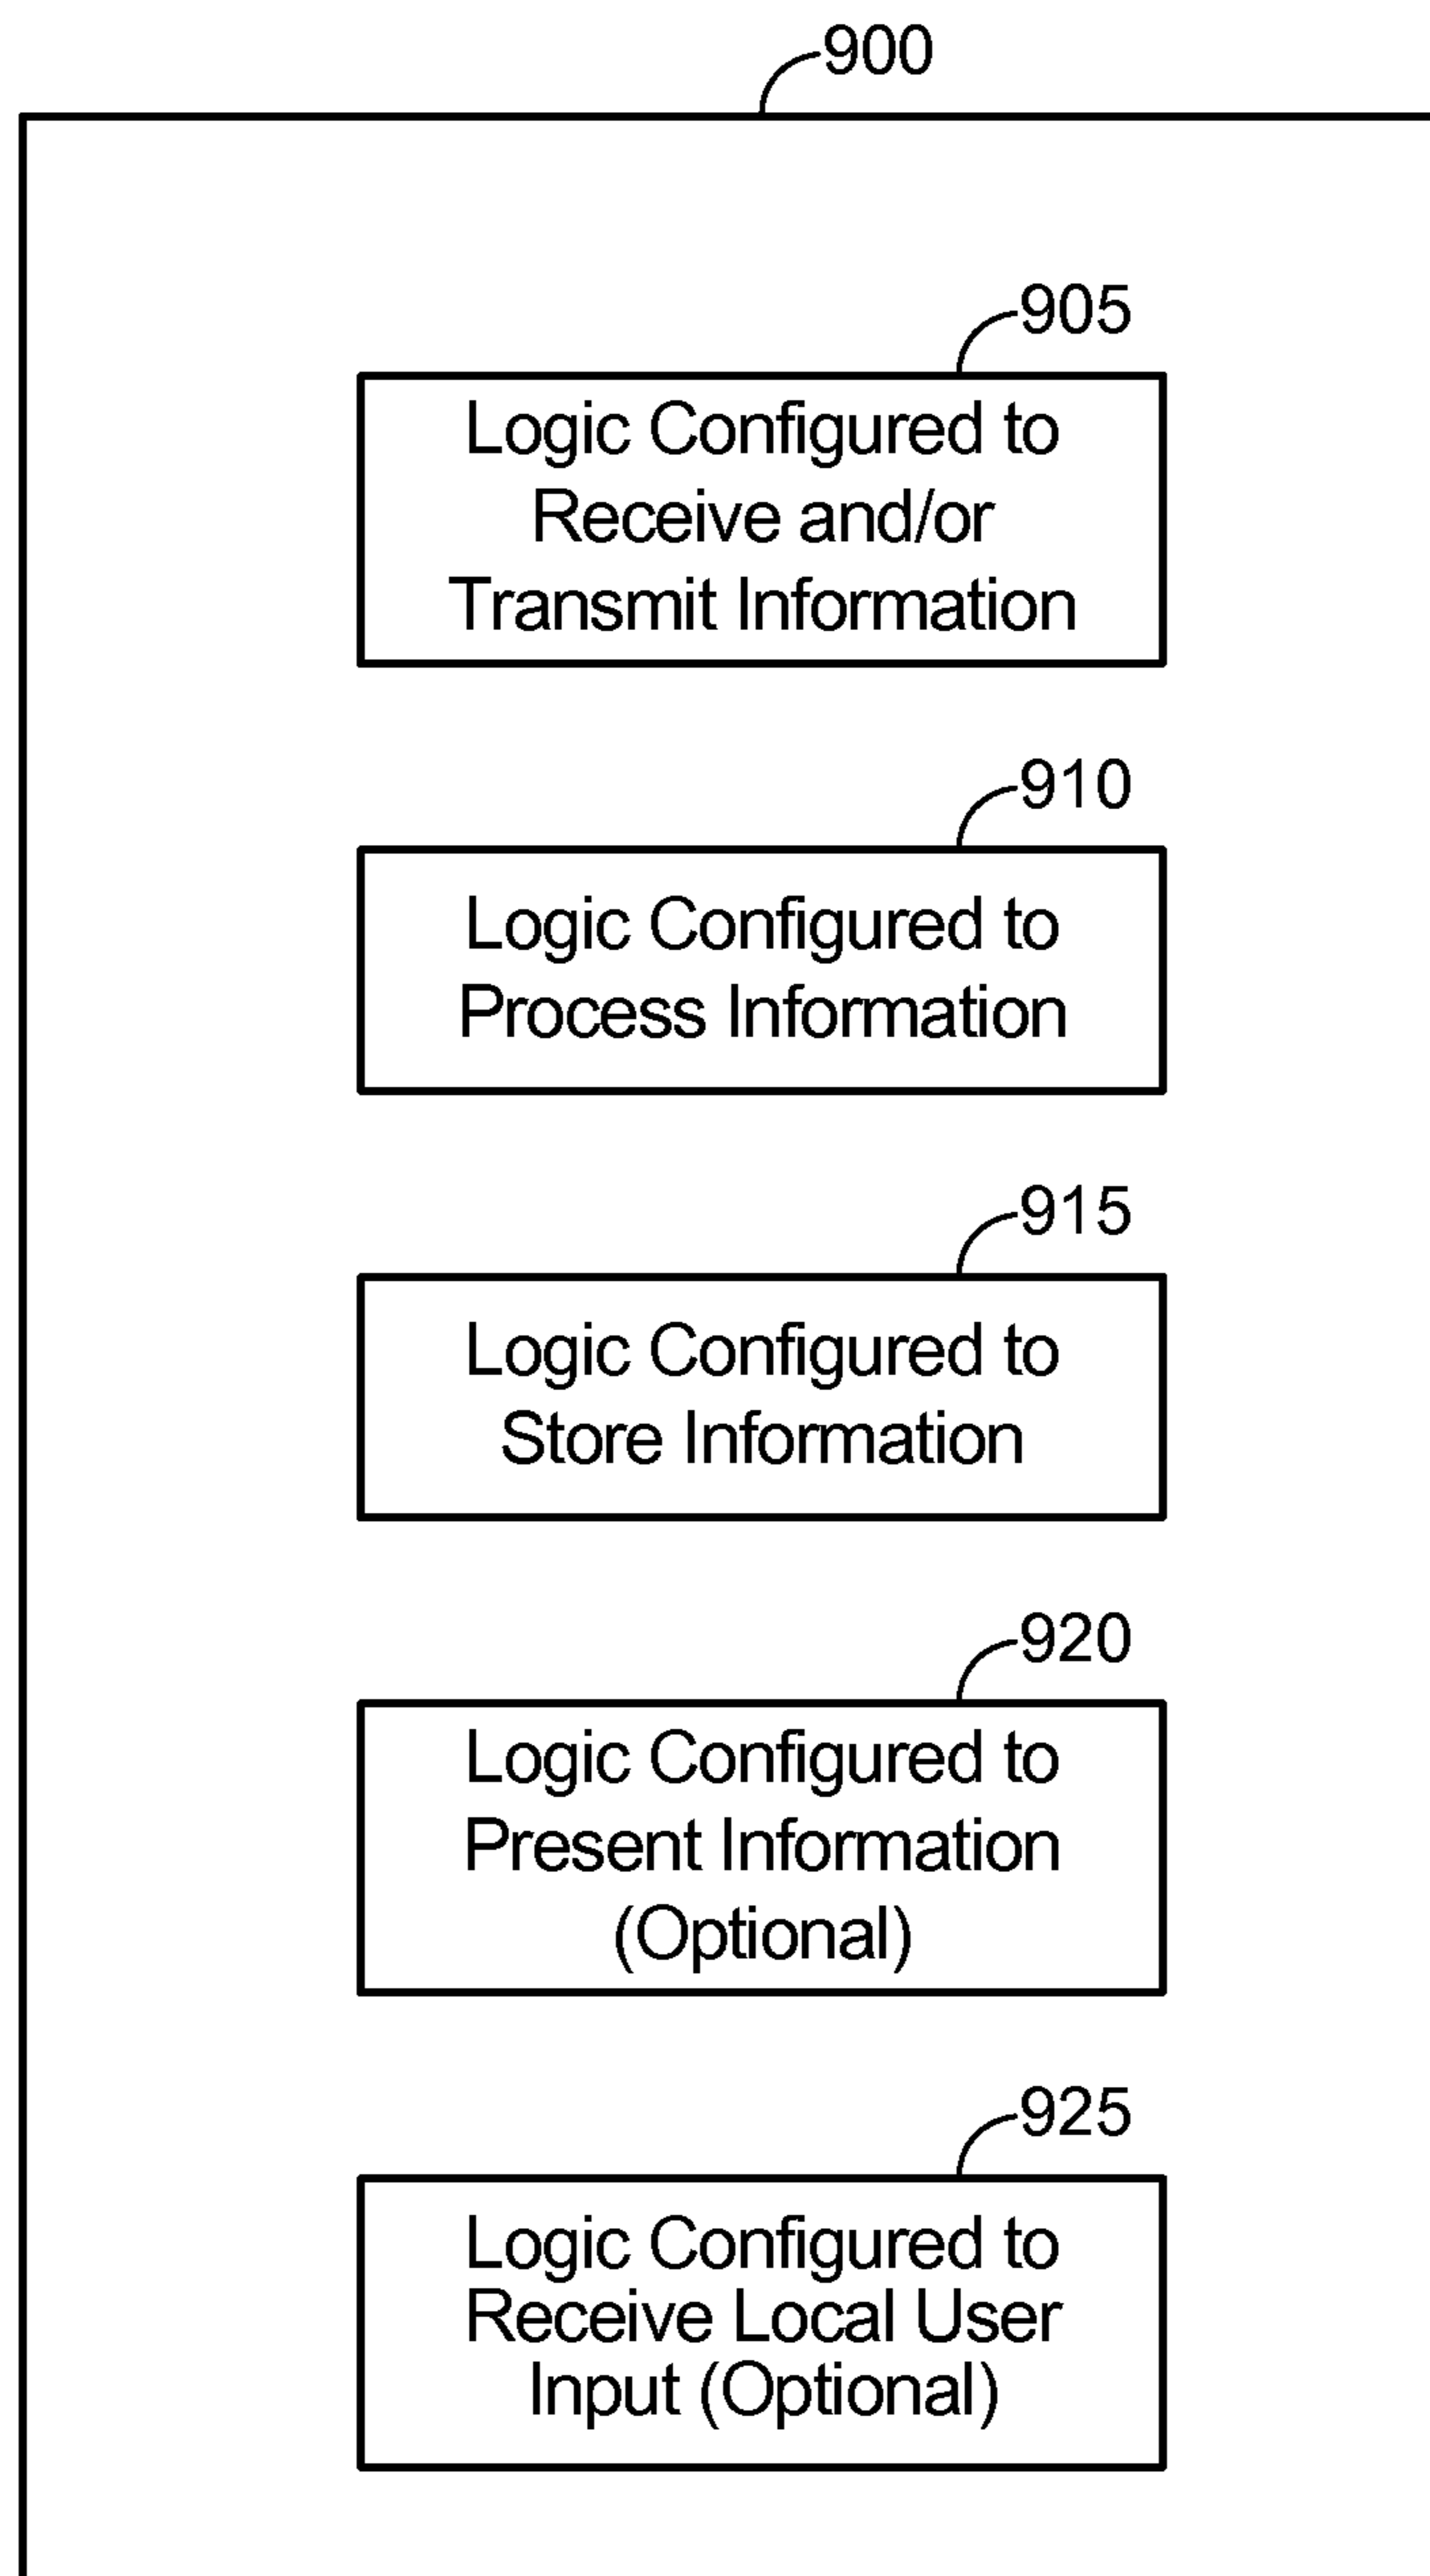 900
905
Logic Configured to
Receive and/or
Transmit Information
910
Logic Configured to
Process Information
915
Logic Configured to
Store Information
920
Logic Configured to
Present Information
(Optional)
925
Logic Configured to
Receive Local User
Input (Optional)